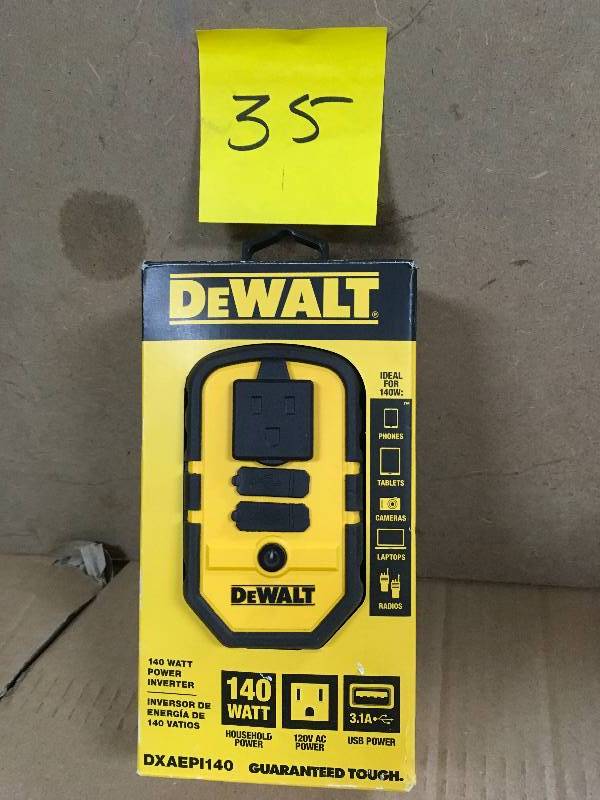 35
DEWALT®
IDEAL
FOR
140W:
™
PHONES
TABLETS
CAMERAS
LAPTOPS
RADIOS
DEWALT
140 WATT
POWER
INVERTER
INVERSOR DE
ENERGÍA DE
140 VATIOS
140
WATT
HOUSEHOLD
POWER
120V AC
POWER
3.1A
USB POWER
DXAEPI140
GUARANTEED TOUGH.